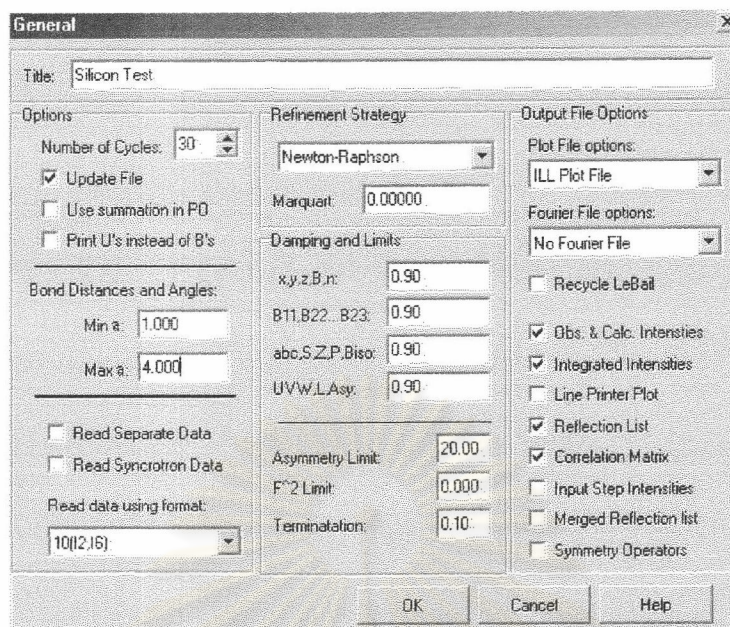 General
Title: Silicon Test
Options
Number of Cycles: 30
Update File
Use summation in PO
Print U's instead of B's
Bond Distances and Angles:
Min a: 1.000
Max a: 4.000
Read Separate Data
Read Syncrotron Data
Read data using format:
10(I2,I6)
Refinement Strategy
Newton-Raphson
Marquart: 0.00000
Damping and Limits
x,y,z,B,n: 0.90
B11,B22...B23: 0.90
abc,S,Z,P,Biso: 0.90
UVW,L,Asy: 0.90
Asymmetry Limit: 20.00
F^2 Limit: 0.000
Terminatation: 0.10
Output File Options
Plot File options:
ILL Plot File
Fourier File options:
No Fourier File
Recycle LeBail
Obs. & Calc. Intensties
Integrated Intensities
Line Printer Plot
Reflection List
Correlation Matrix
Input Step Intensities
Merged Reflection list
Symmetry Operators
OK
Cancel
Help